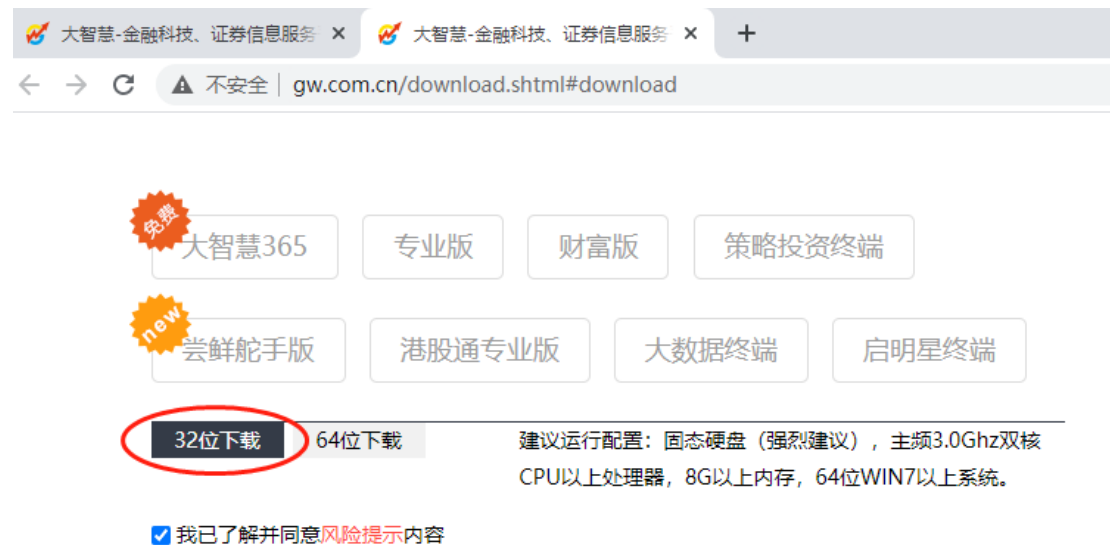 大智慧-金融科技、证券信息服务 × 大智慧-金融科技、证券信息服务 × +
不安全 | gw.com.cn/download.shtml#download
免费
大智慧365 专业版 财富版 策略投资终端
new
尝鲜舵手版 港股通专业版 大数据终端 启明星终端
32位下载 64位下载 建议运行配置：固态硬盘（强烈建议），主频3.0Ghz双核
CPU以上处理器，8G以上内存，64位WIN7以上系统。
我已了解并同意风险提示内容